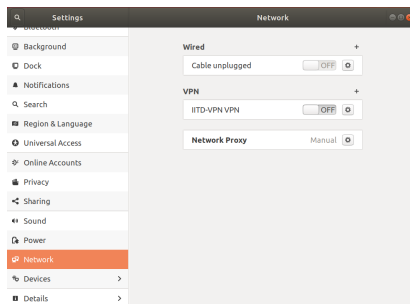 Settings
Network
Bluetooth
Background
Dock
Notifications
Search
Region & Language
Universal Access
Online Accounts
Privacy
Sharing
Sound
Power
Network
Devices
Details
Wired
Cable unplugged OFF
VPN
IITD-VPN VPN OFF
Network Proxy Manual